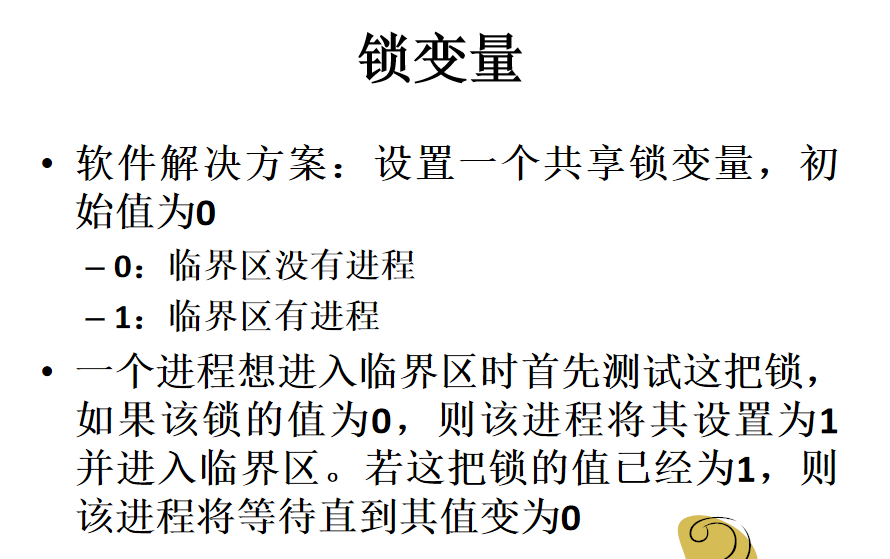 锁变量
• 软件解决方案：设置一个共享锁变量，初
始值为0
– 0：临界区没有进程
– 1：临界区有进程
• 一个进程想进入临界区时首先测试这把锁，
如果该锁的值为0，则该进程将其设置为1
并进入临界区。若这把锁的值已经为1，则
该进程将等待直到其值变为0